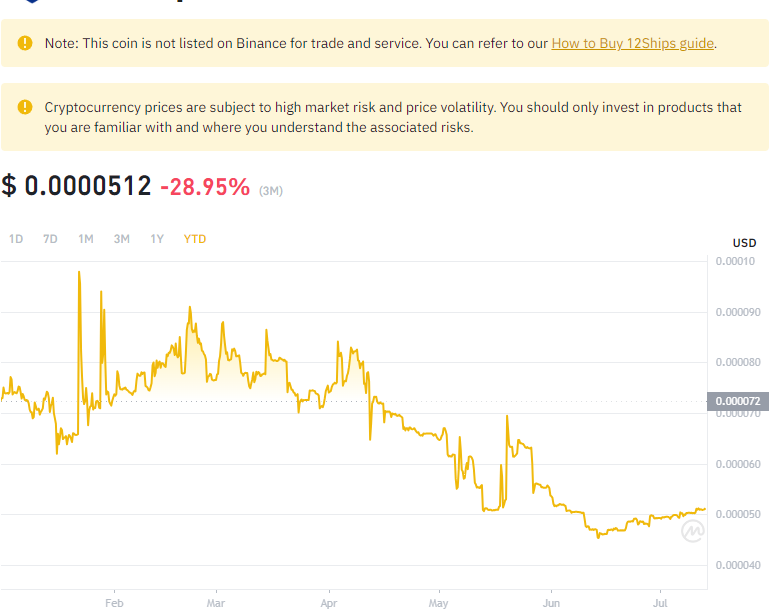 Note: This coin is not listed on Binance for trade and service. You can refer to our How to Buy 12Ships guide.
Cryptocurrency prices are subject to high market risk and price volatility. You should only invest in products that
you are familiar with and where you understand the associated risks.
$ 0.0000512 -28.95% (3M)
1D 7D 1M 3M 1Y YTD
USD
0.00010
0.000090
0.000080
0.000072
0.000070
0.000060
0.000050
0.000040
Feb Mar Apr May Jun Jul